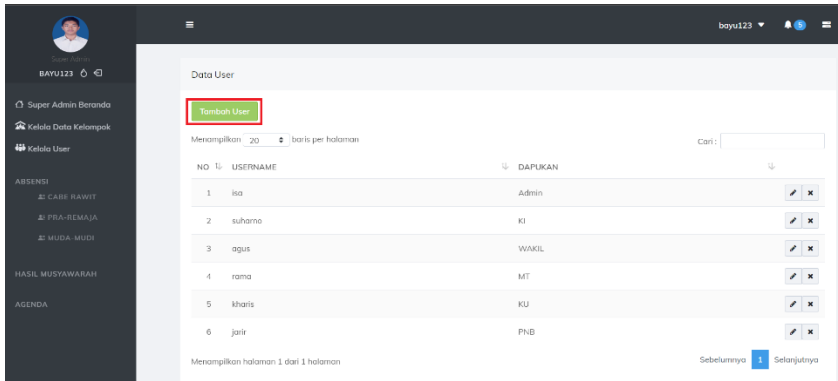 bayu123
5
Super Admin
BAYU123
Super Admin Beranda
Kelola Data Kelompok
Kelola User
ABSENSI
CABE RAWIT
PRA-REMAJA
MUDA-MUDI
HASIL MUSYAWARAH
AGENDA
Data User
Tambah User
Menampilkan 20 baris per halaman
Cari :
NO USERNAME DAPUKAN
1 isa Admin
2 suharno KI
3 agus WAKIL
4 rama MT
5 kharis KU
6 jarir PNB
Menampilkan halaman 1 dari 1 halaman
Sebelumnya 1 Selanjutnya